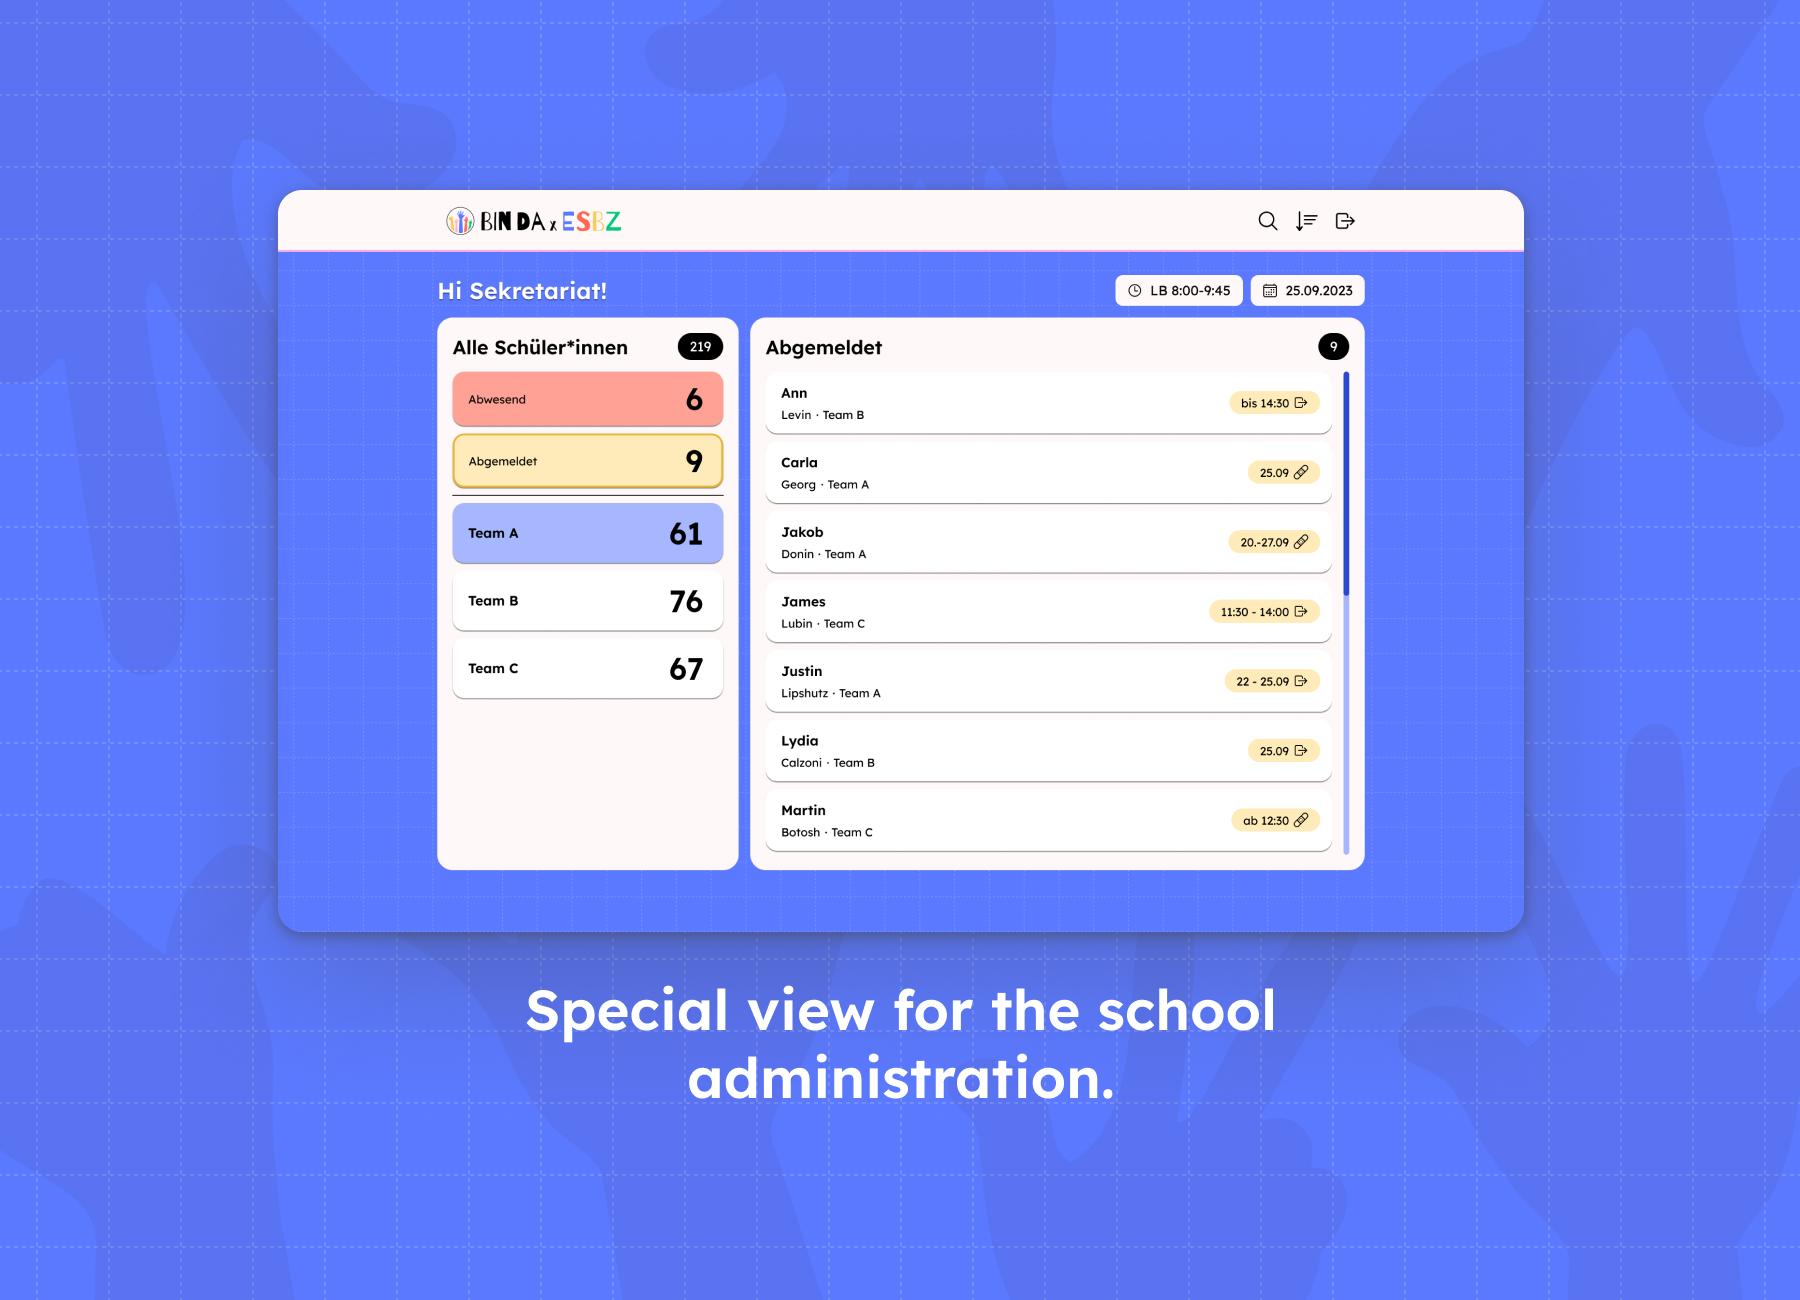 BIN DA x ESBZ
Hi Sekretariat!
LB 8:00-9:45
25.09.2023
Alle Schüler*innen 219
Abwesend 6
Abgemeldet 9
Team A 61
Team B 76
Team C 67
Abgemeldet 9
Ann
Levin · Team B
bis 14:30
Carla
Georg · Team A
25.09
Jakob
Donin · Team A
20.-27.09
James
Lubin · Team C
11:30 - 14:00
Justin
Lipshutz · Team A
22 - 25.09
Lydia
Calzoni · Team B
25.09
Martin
Botosh · Team C
ab 12:30
Special view for the school
administration.